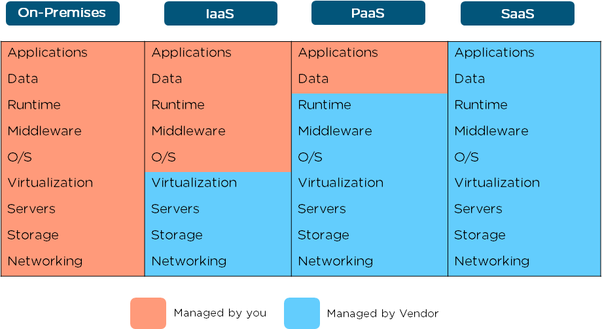 On-Premises IaaS PaaS SaaS
Applications Applications Applications Applications
Data Data Data Data
Runtime Runtime Runtime Runtime
Middleware Middleware Middleware Middleware
O/S O/S O/S O/S
Virtualization Virtualization Virtualization Virtualization
Servers Servers Servers Servers
Storage Storage Storage Storage
Networking Networking Networking Networking
Managed by you Managed by Vendor